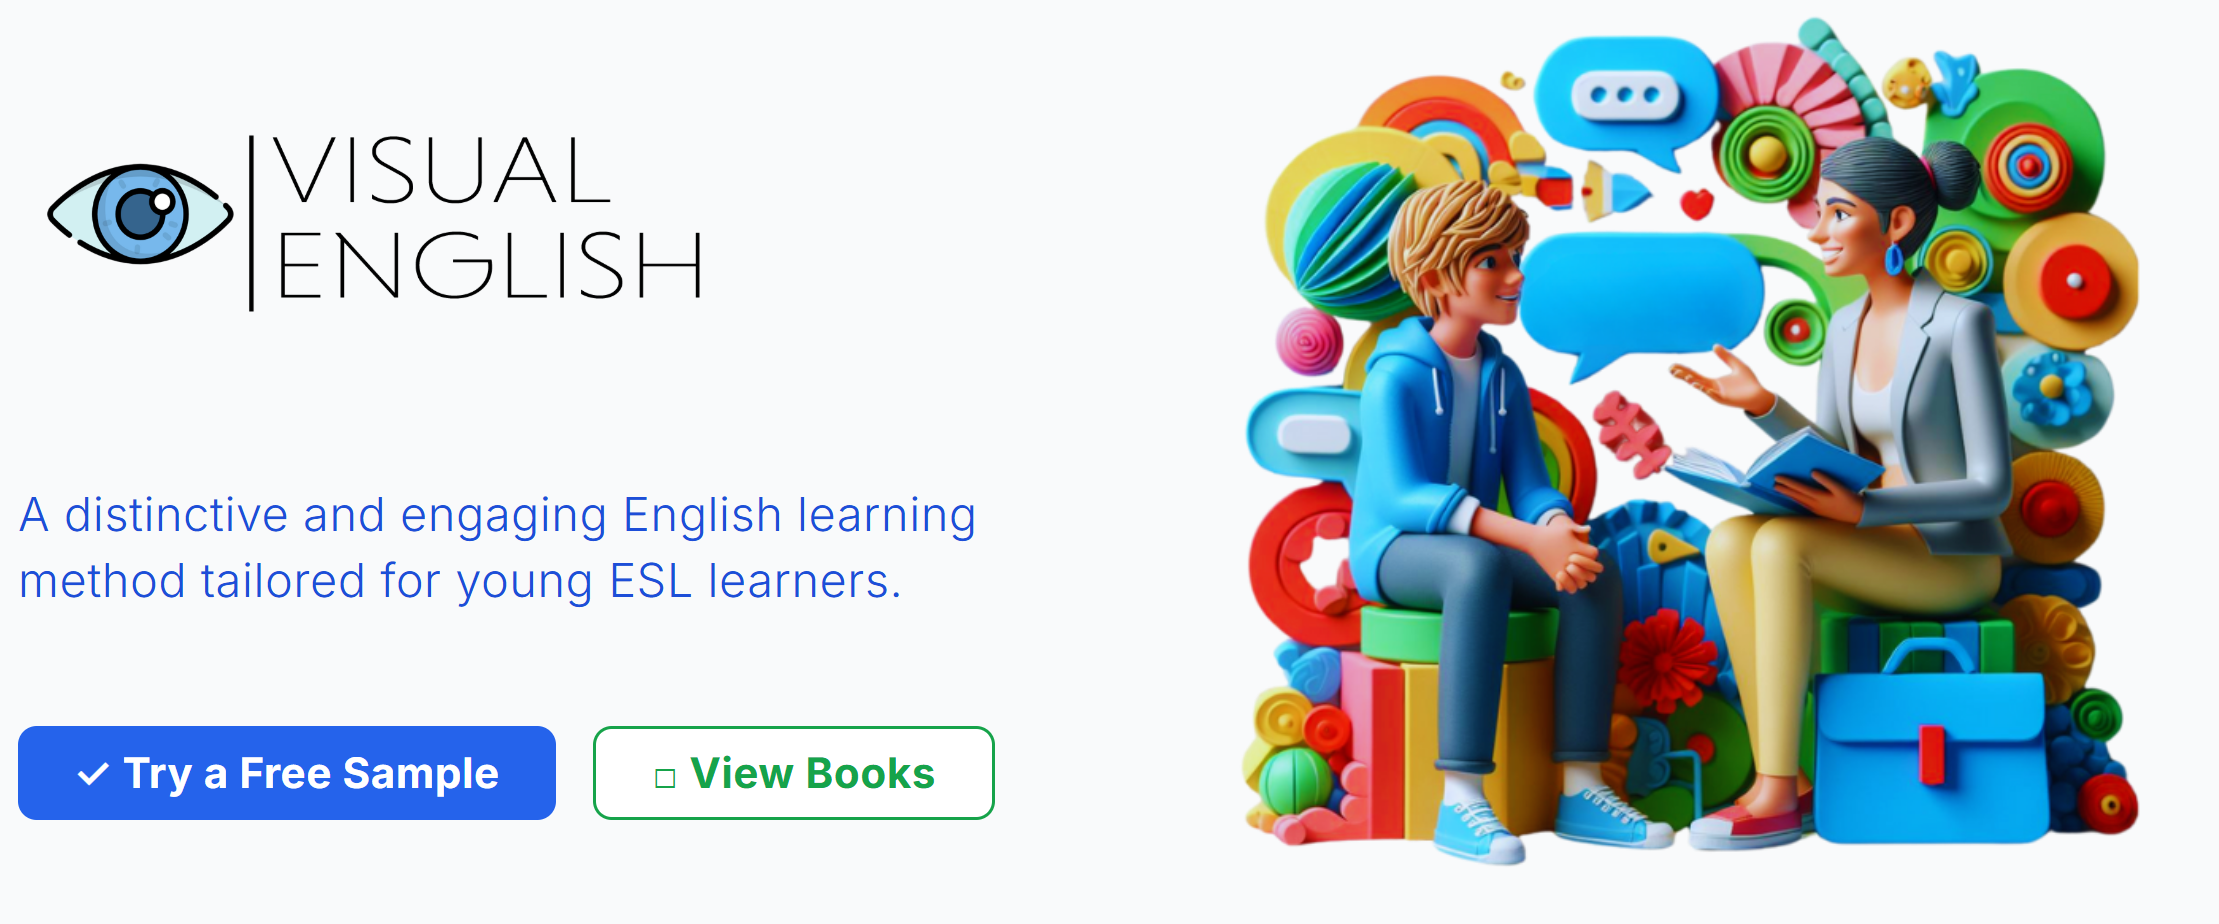 VISUAL
ENGLISH
A distinctive and engaging English learning
method tailored for young ESL learners.
✓ Try a Free Sample
□ View Books